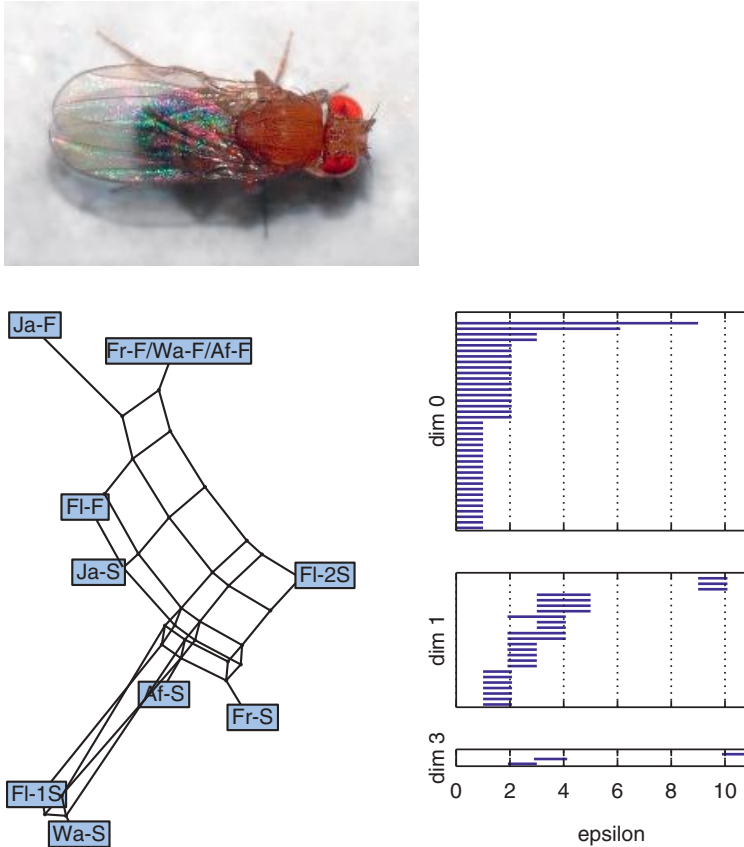 Ja-F
Fr-F/Wa-F/Af-F
Fl-F
Ja-S
Fl-2S
Af-S
Fr-S
Fl-1S
Wa-S
dim 0
dim 1
dim 3
0 2 4 6 8 10
epsilon